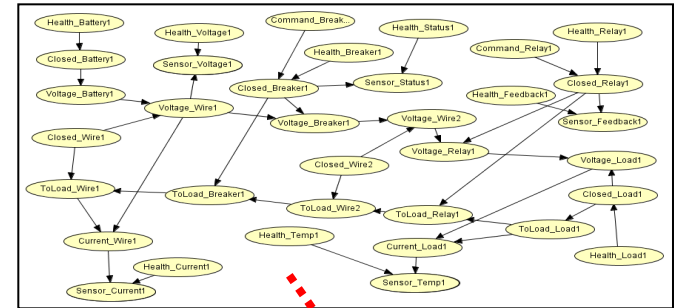 Health_Battery1
Command_Break...
Health_Status1
Health_Voltage1
Health_Relay1
Health_Breaker1
Command_Relay1
Closed_Battery1
Sensor_Voltage1
Sensor_Status1
Closed_Relay1
Closed_Breaker1
Voltage_Battery1
Health_Feedback1
Voltage_Wire1
Voltage_Wire2
Voltage_Breaker1
Sensor_Feedback1
Closed_Wire1
Voltage_Relay1
Voltage_Load1
Closed_Wire2
ToLoad_Wire1
ToLoad_Breaker1
Closed_Load1
ToLoad_Wire2
ToLoad_Relay1
ToLoad_Load1
Health_Temp1
Current_Wire1
Current_Load1
Health_Load1
Health_Current1
Sensor_Temp1
Sensor_Current1